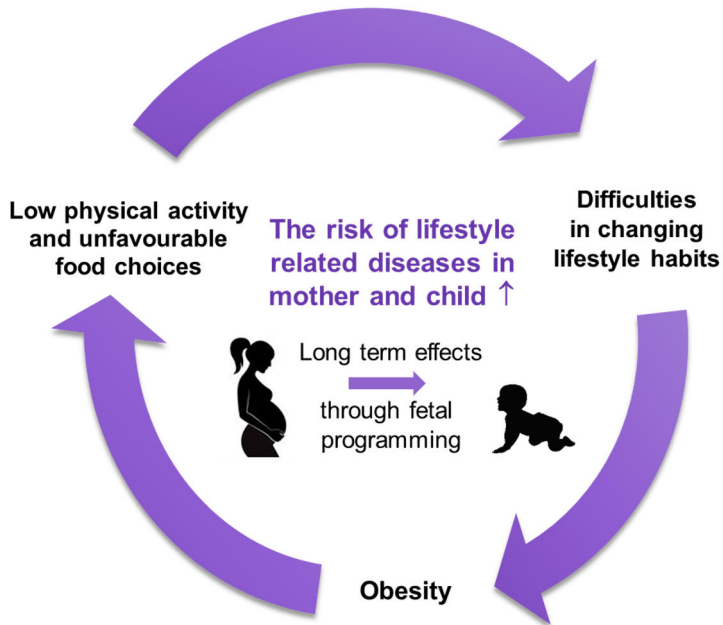 Low physical activity
and unfavourable
food choices
The risk of lifestyle
related diseases in
mother and child ↑
Difficulties
in changing
lifestyle habits
Long term effects
through fetal
programming
Obesity